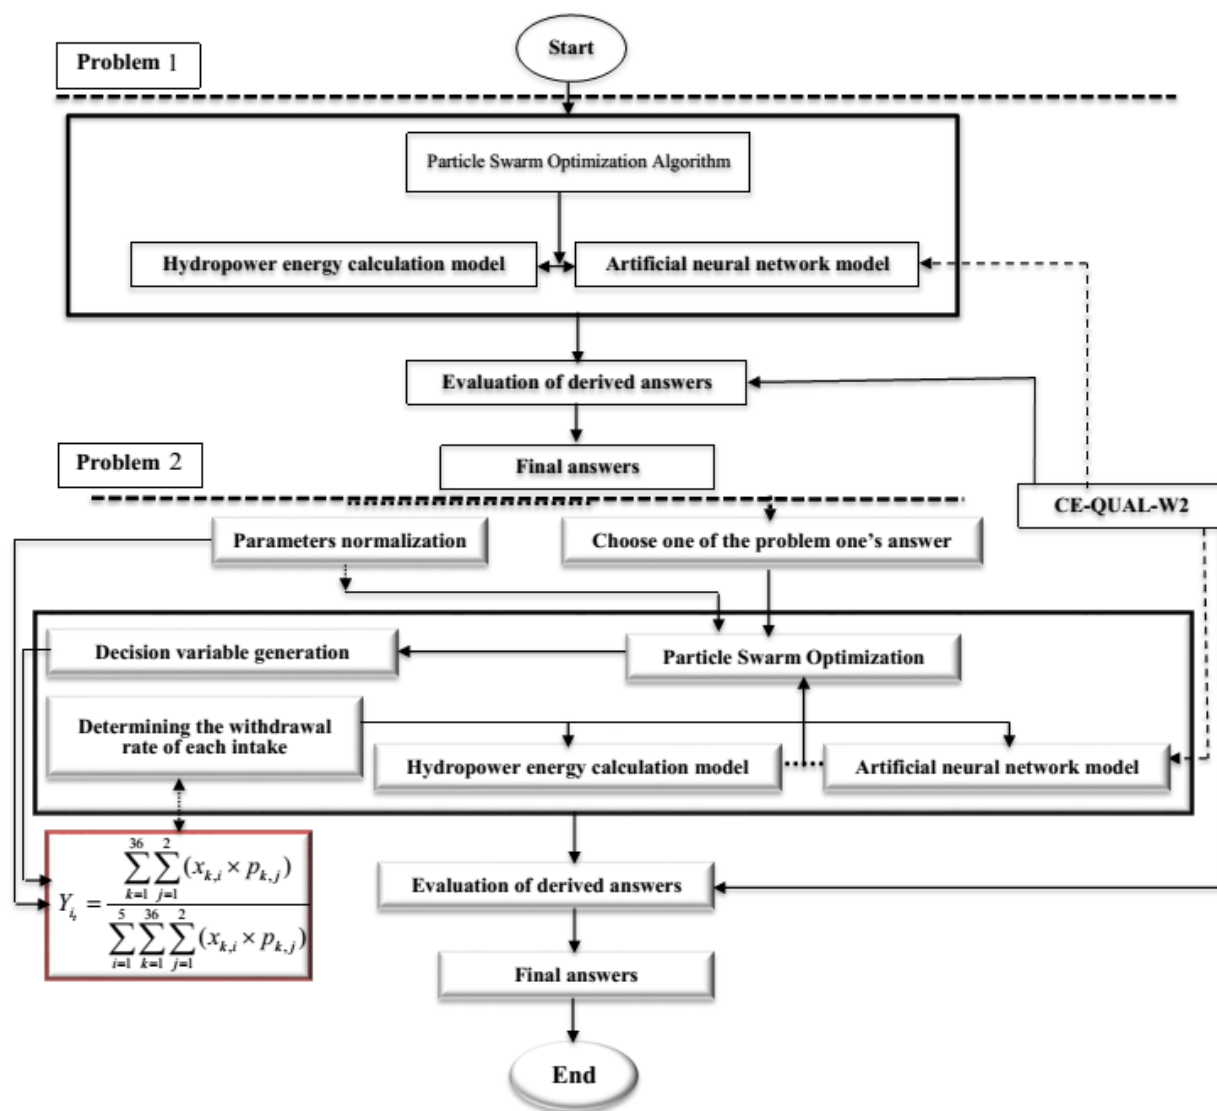 Start
Problem 1
Particle Swarm Optimization Algorithm
Hydropower energy calculation model
Artificial neural network model
Evaluation of derived answers
Problem 2
Final answers
CE-QUAL-W2
Parameters normalization
Choose one of the problem one's answer
Decision variable generation
Particle Swarm Optimization
Determining the withdrawal
rate of each intake
Hydropower energy calculation model
Artificial neural network model
Y_{i_t} = \frac{\sum_{k=1}^{36} \sum_{j=1}^{2} (x_{k,i} × p_{k,j})}{\sum_{i=1}^{5} \sum_{k=1}^{36} \sum_{j=1}^{2} (x_{k,i} × p_{k,j})}
Evaluation of derived answers
Final answers
End